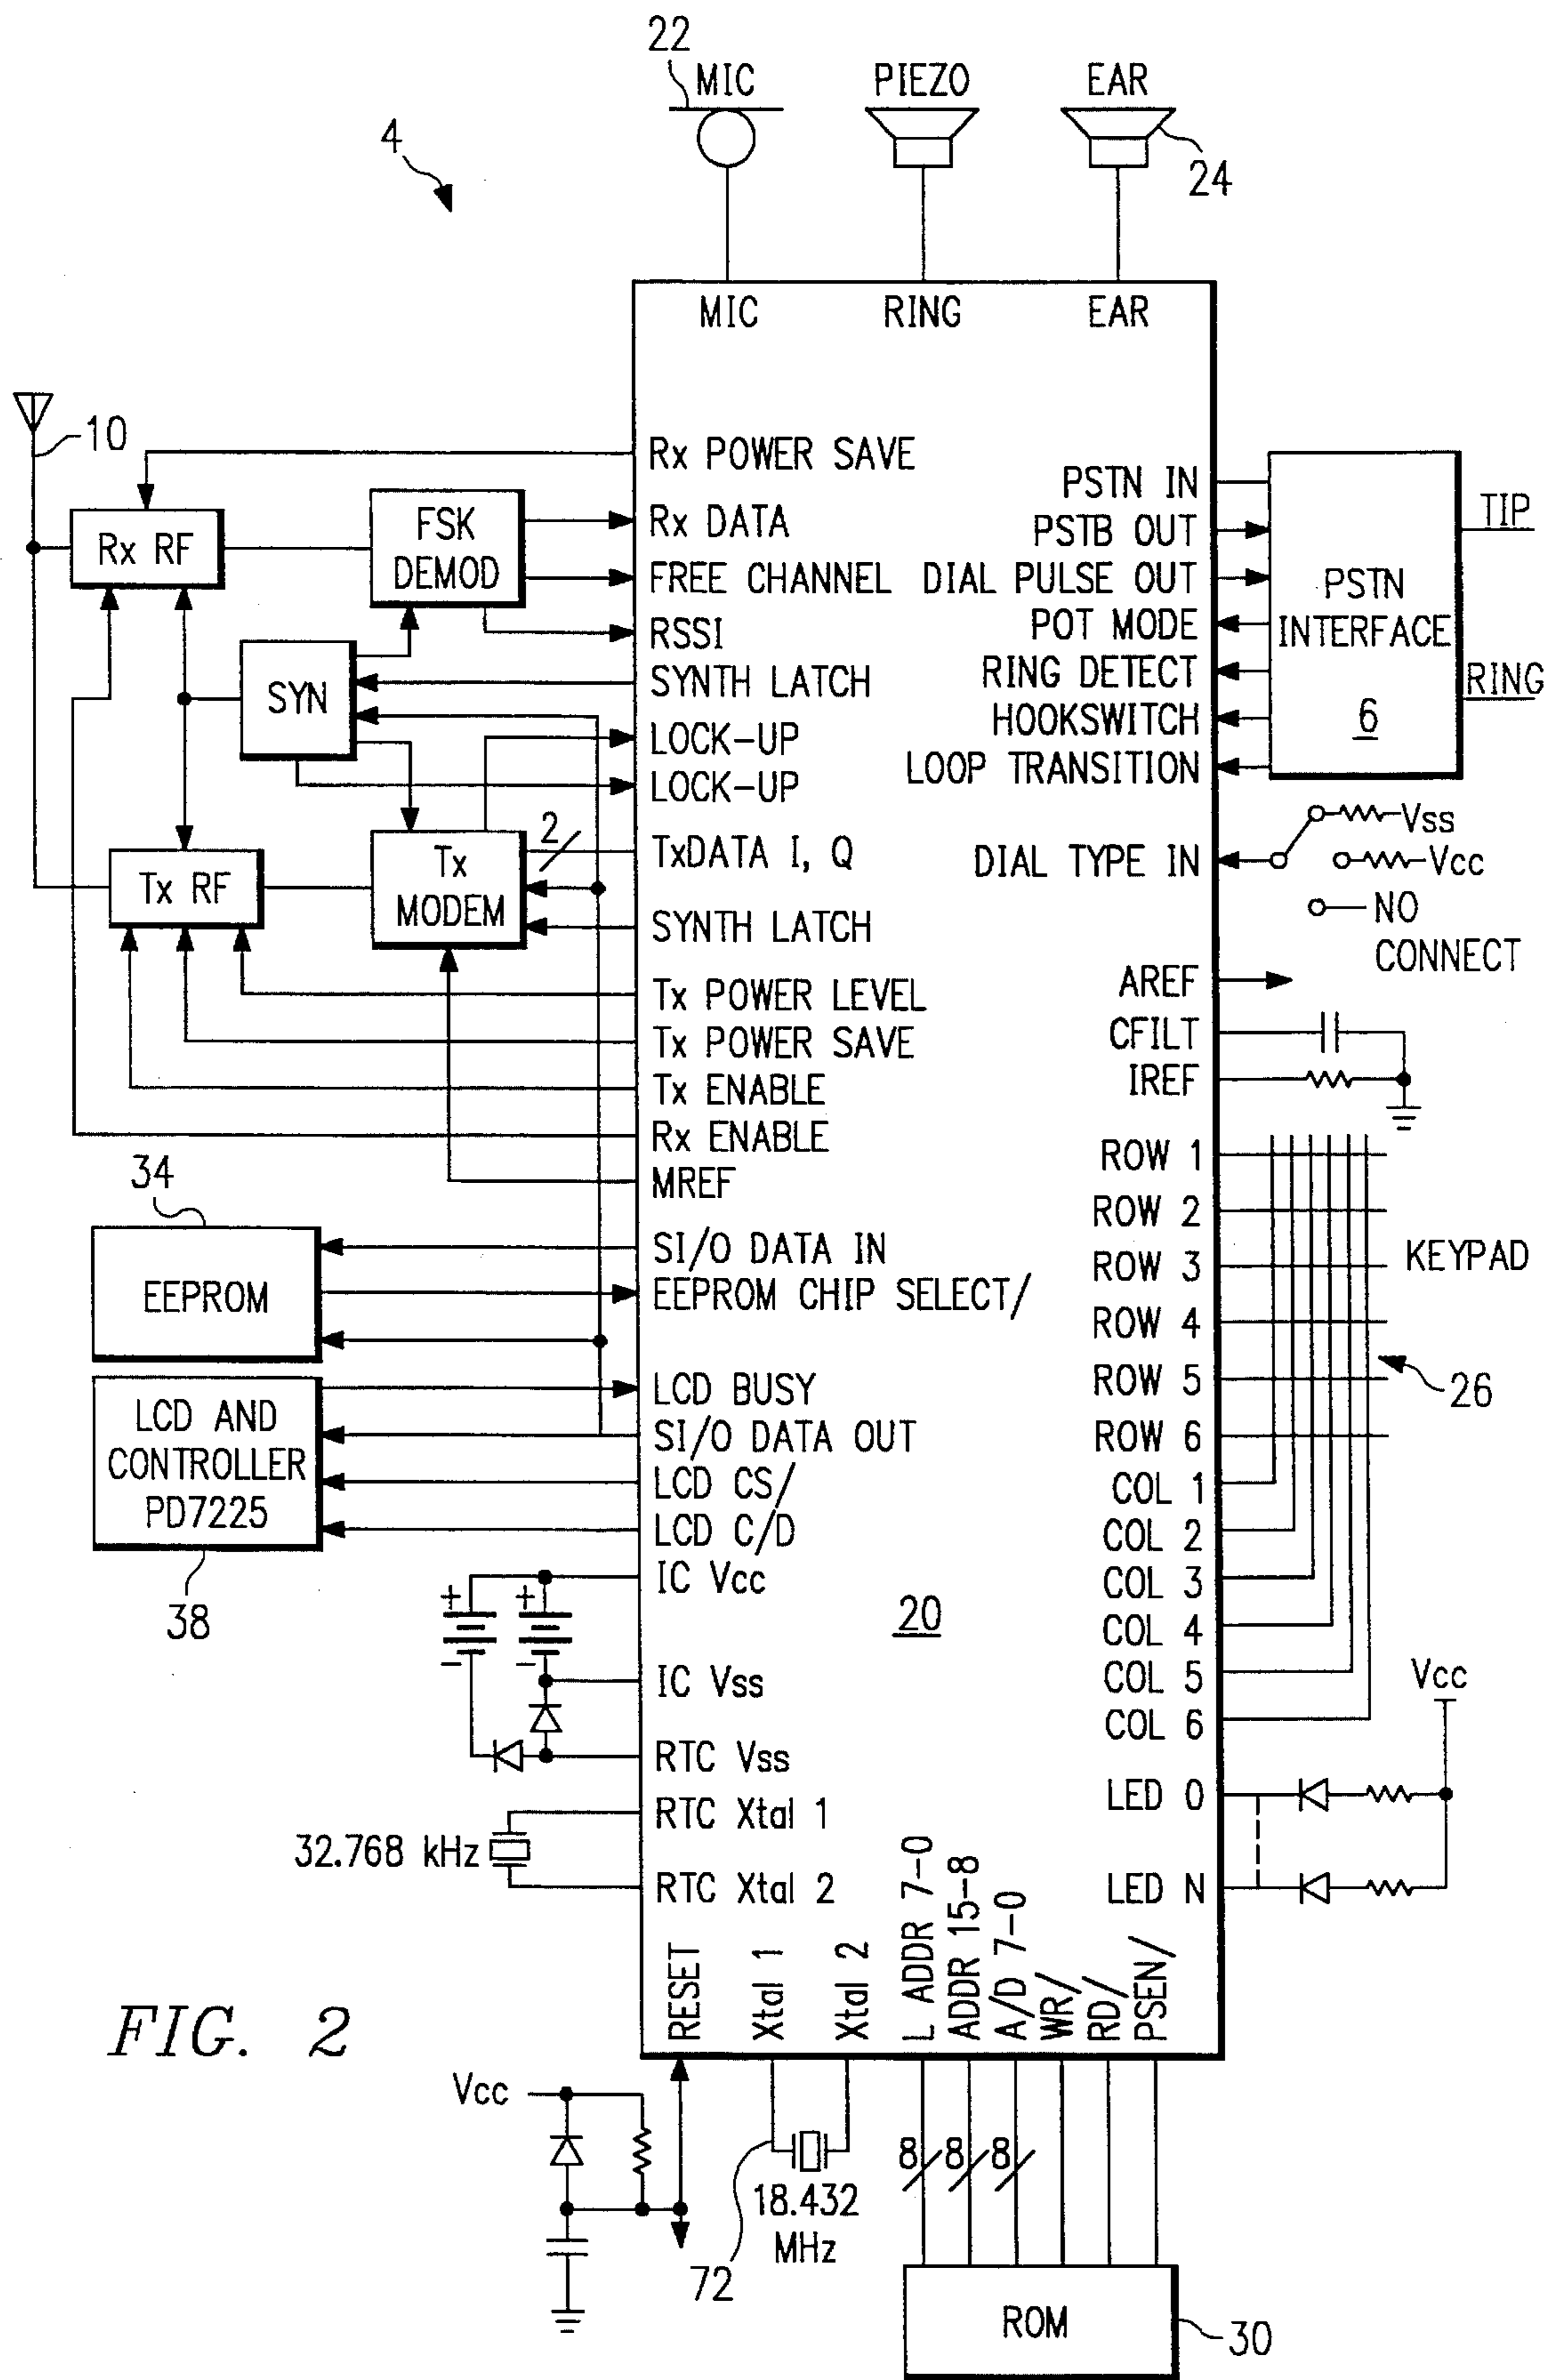 22
MIC
PIEZO
EAR
4
24
MIC
RING
EAR
10
Rx POWER SAVE
Rx RF
FSK
DEMOD
Rx DATA
FREE CHANNEL
RSSI
SYN
SYNTH LATCH
LOCK-UP
LOCK-UP
2
TxDATA I, Q
Tx RF
Tx
MODEM
SYNTH LATCH
Tx POWER LEVEL
Tx POWER SAVE
Tx ENABLE
Rx ENABLE
MREF
PSTN IN
PSTB OUT
DIAL PULSE OUT
POT MODE
RING DETECT
HOOKSWITCH
LOOP TRANSITION
PSTN
INTERFACE
6
TIP
RING
DIAL TYPE IN
Vss
Vcc
NO
CONNECT
AREF
CFILT
IREF
34
EEPROM
SI/O DATA IN
EEPROM CHIP SELECT/
LCD AND
CONTROLLER
PD7225
38
LCD BUSY
SI/O DATA OUT
LCD CS/
LCD C/D
ROW 1
ROW 2
ROW 3
ROW 4
ROW 5
ROW 6
KEYPAD
26
COL 1
COL 2
COL 3
COL 4
COL 5
COL 6
+ +
- -
IC Vcc
IC Vss
RTC Vss
20
Vcc
32.768 kHz
RTC Xtal 1
RTC Xtal 2
LED 0
LED N
RESET
Xtal 1
Xtal 2
L ADDR 7-0
ADDR 15-8
A/D 7-0
WR/
RD/
PSEN/
FIG. 2
Vcc
72
18.432
MHz
8
8
8
ROM
30